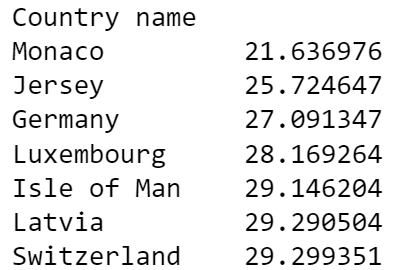 Country name
Monaco 21.636976
Jersey 25.724647
Germany 27.091347
Luxembourg 28.169264
Isle of Man 29.146204
Latvia 29.290504
Switzerland 29.299351